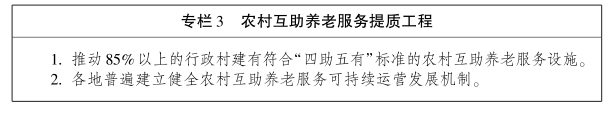 专栏 3 农村互助养老服务提质工程
1. 推动 85% 以上的行政村建有符合“四助五有”标准的农村互助养老服务设施。
2. 各地普遍建立健全农村互助养老服务可持续运营发展机制。